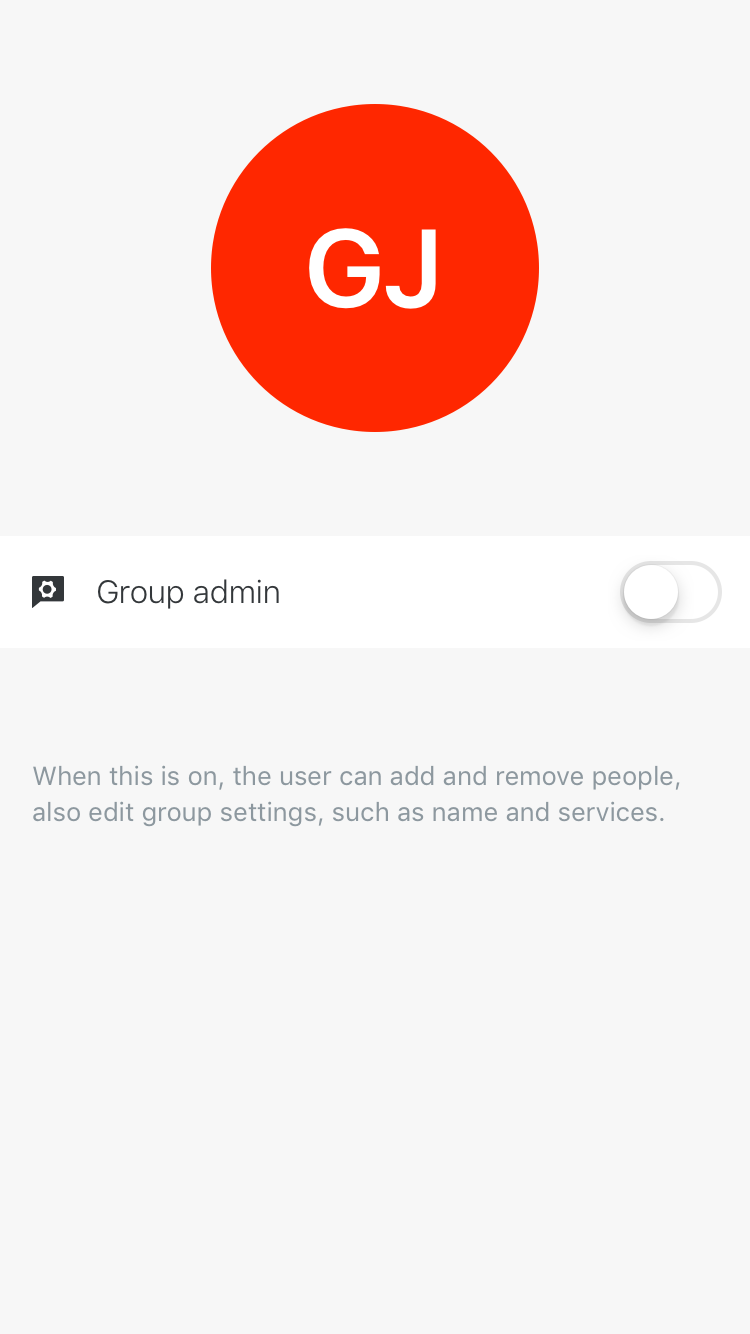 GJ
Group admin
When this is on, the user can add and remove people,
also edit group settings, such as name and services.